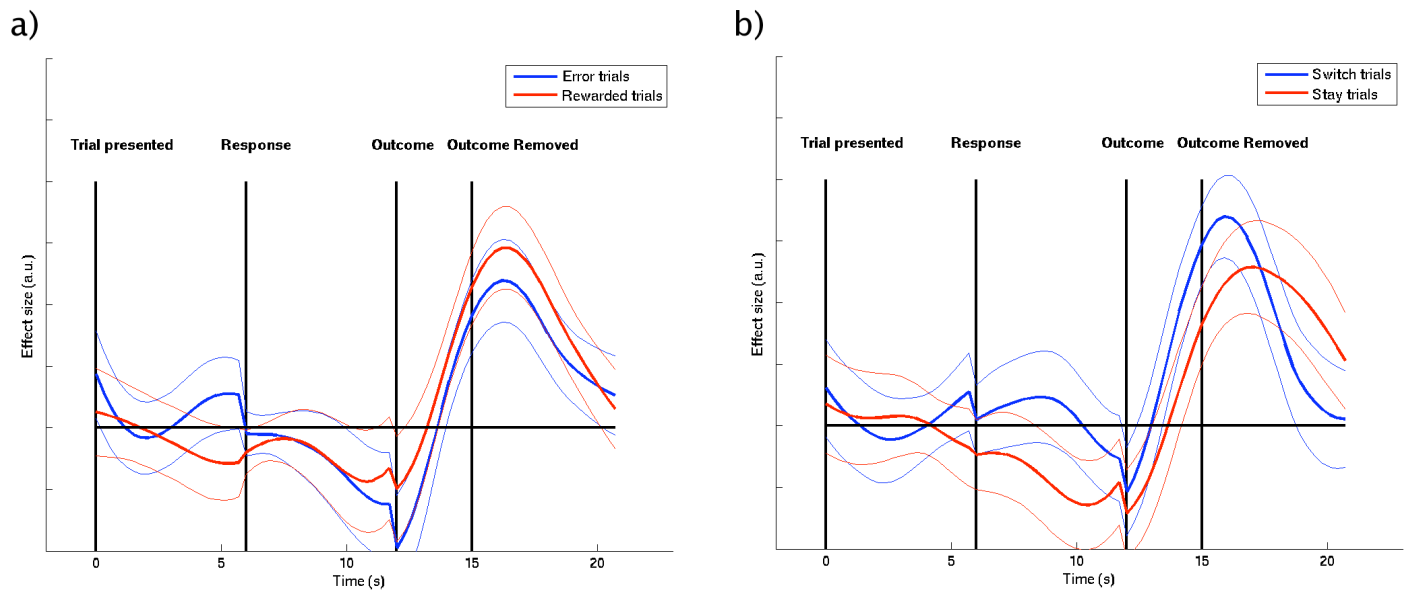 a)
Error trials
Rewarded trials
Trial presented Response Outcome Outcome Removed
Effect size (a.u.)
0 5 10 15 20
Time (s)
b)
Switch trials
Stay trials
Trial presented Response Outcome Outcome Removed
Effect size (a.u.)
0 5 10 15 20
Time (s)